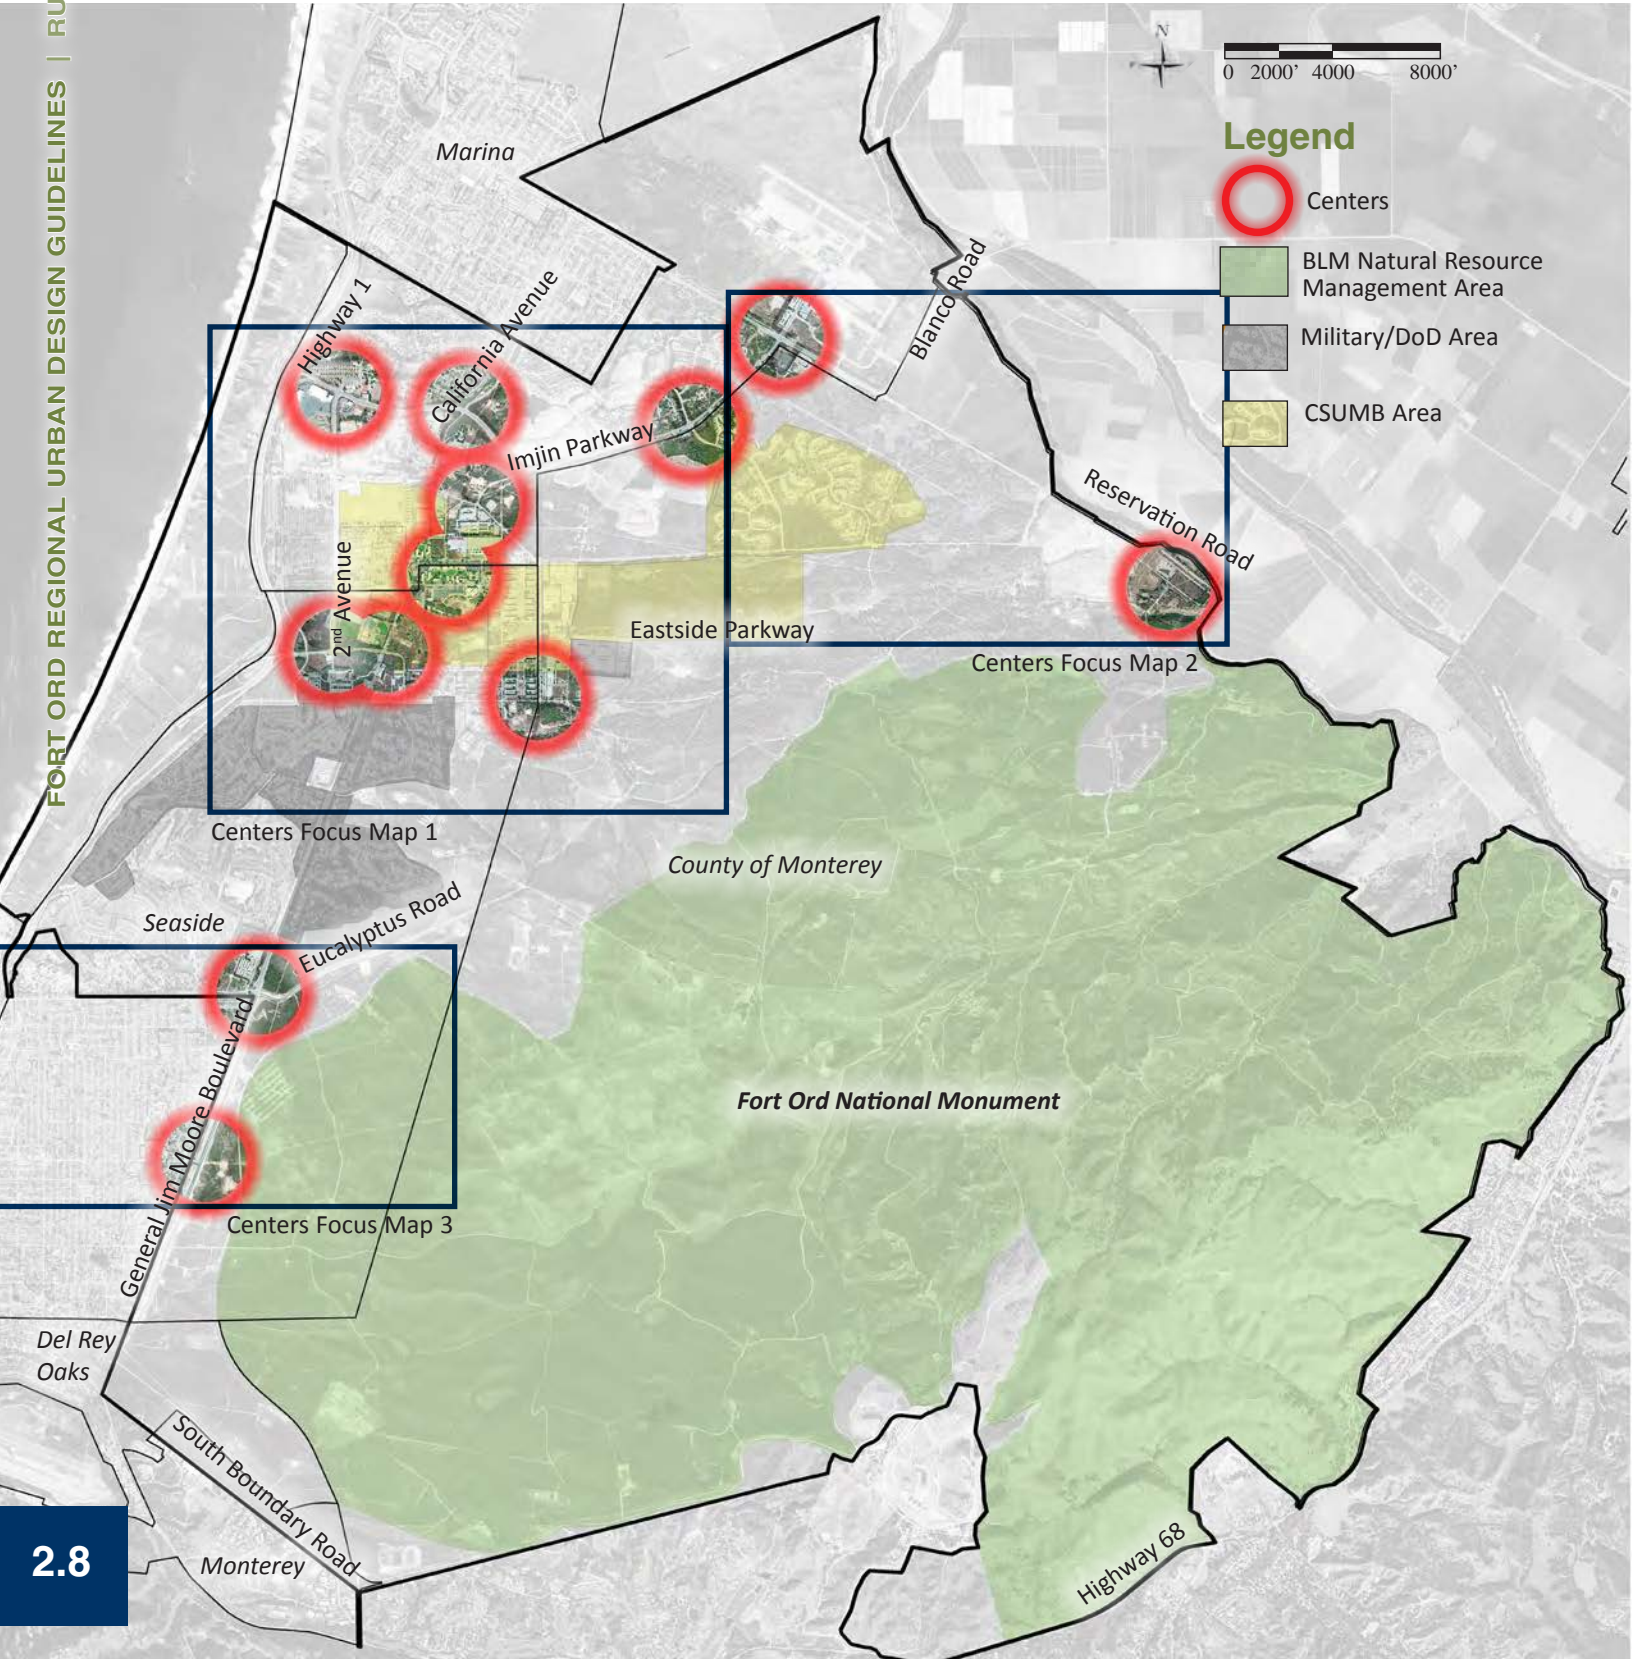 FORT ORD REGIONAL URBAN DESIGN GUIDELINES | RU
N
0 2000' 4000 8000'
Legend
Centers
BLM Natural Resource
Management Area
Military/DoD Area
CSUMB Area
Marina
Highway 1
California Avenue
Blanco Road
Imjin Parkway
Reservation Road
2nd Avenue
Eastside Parkway
Centers Focus Map 2
Centers Focus Map 1
County of Monterey
Seaside
Eucalyptus Road
General Jim Moore Boulevard
Fort Ord National Monument
Centers Focus Map 3
Del Rey
Oaks
South Boundary Road
Monterey
Highway 68
2.8